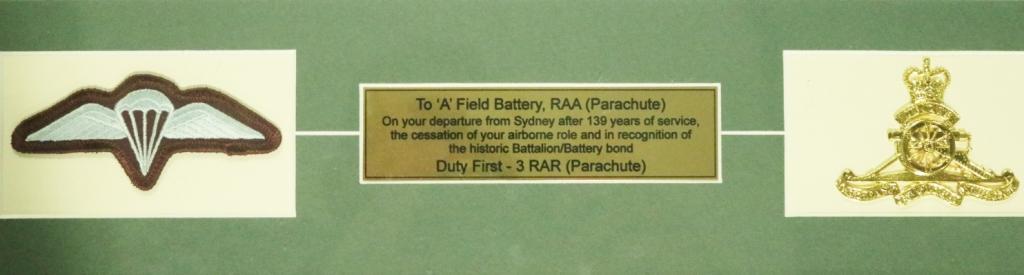 To 'A' Field Battery, RAA (Parachute)
On your departure from Sydney after 139 years of service,
the cessation of your airborne role and in recognition of
the historic Battalion/Battery bond
Duty First - 3 RAR (Parachute)